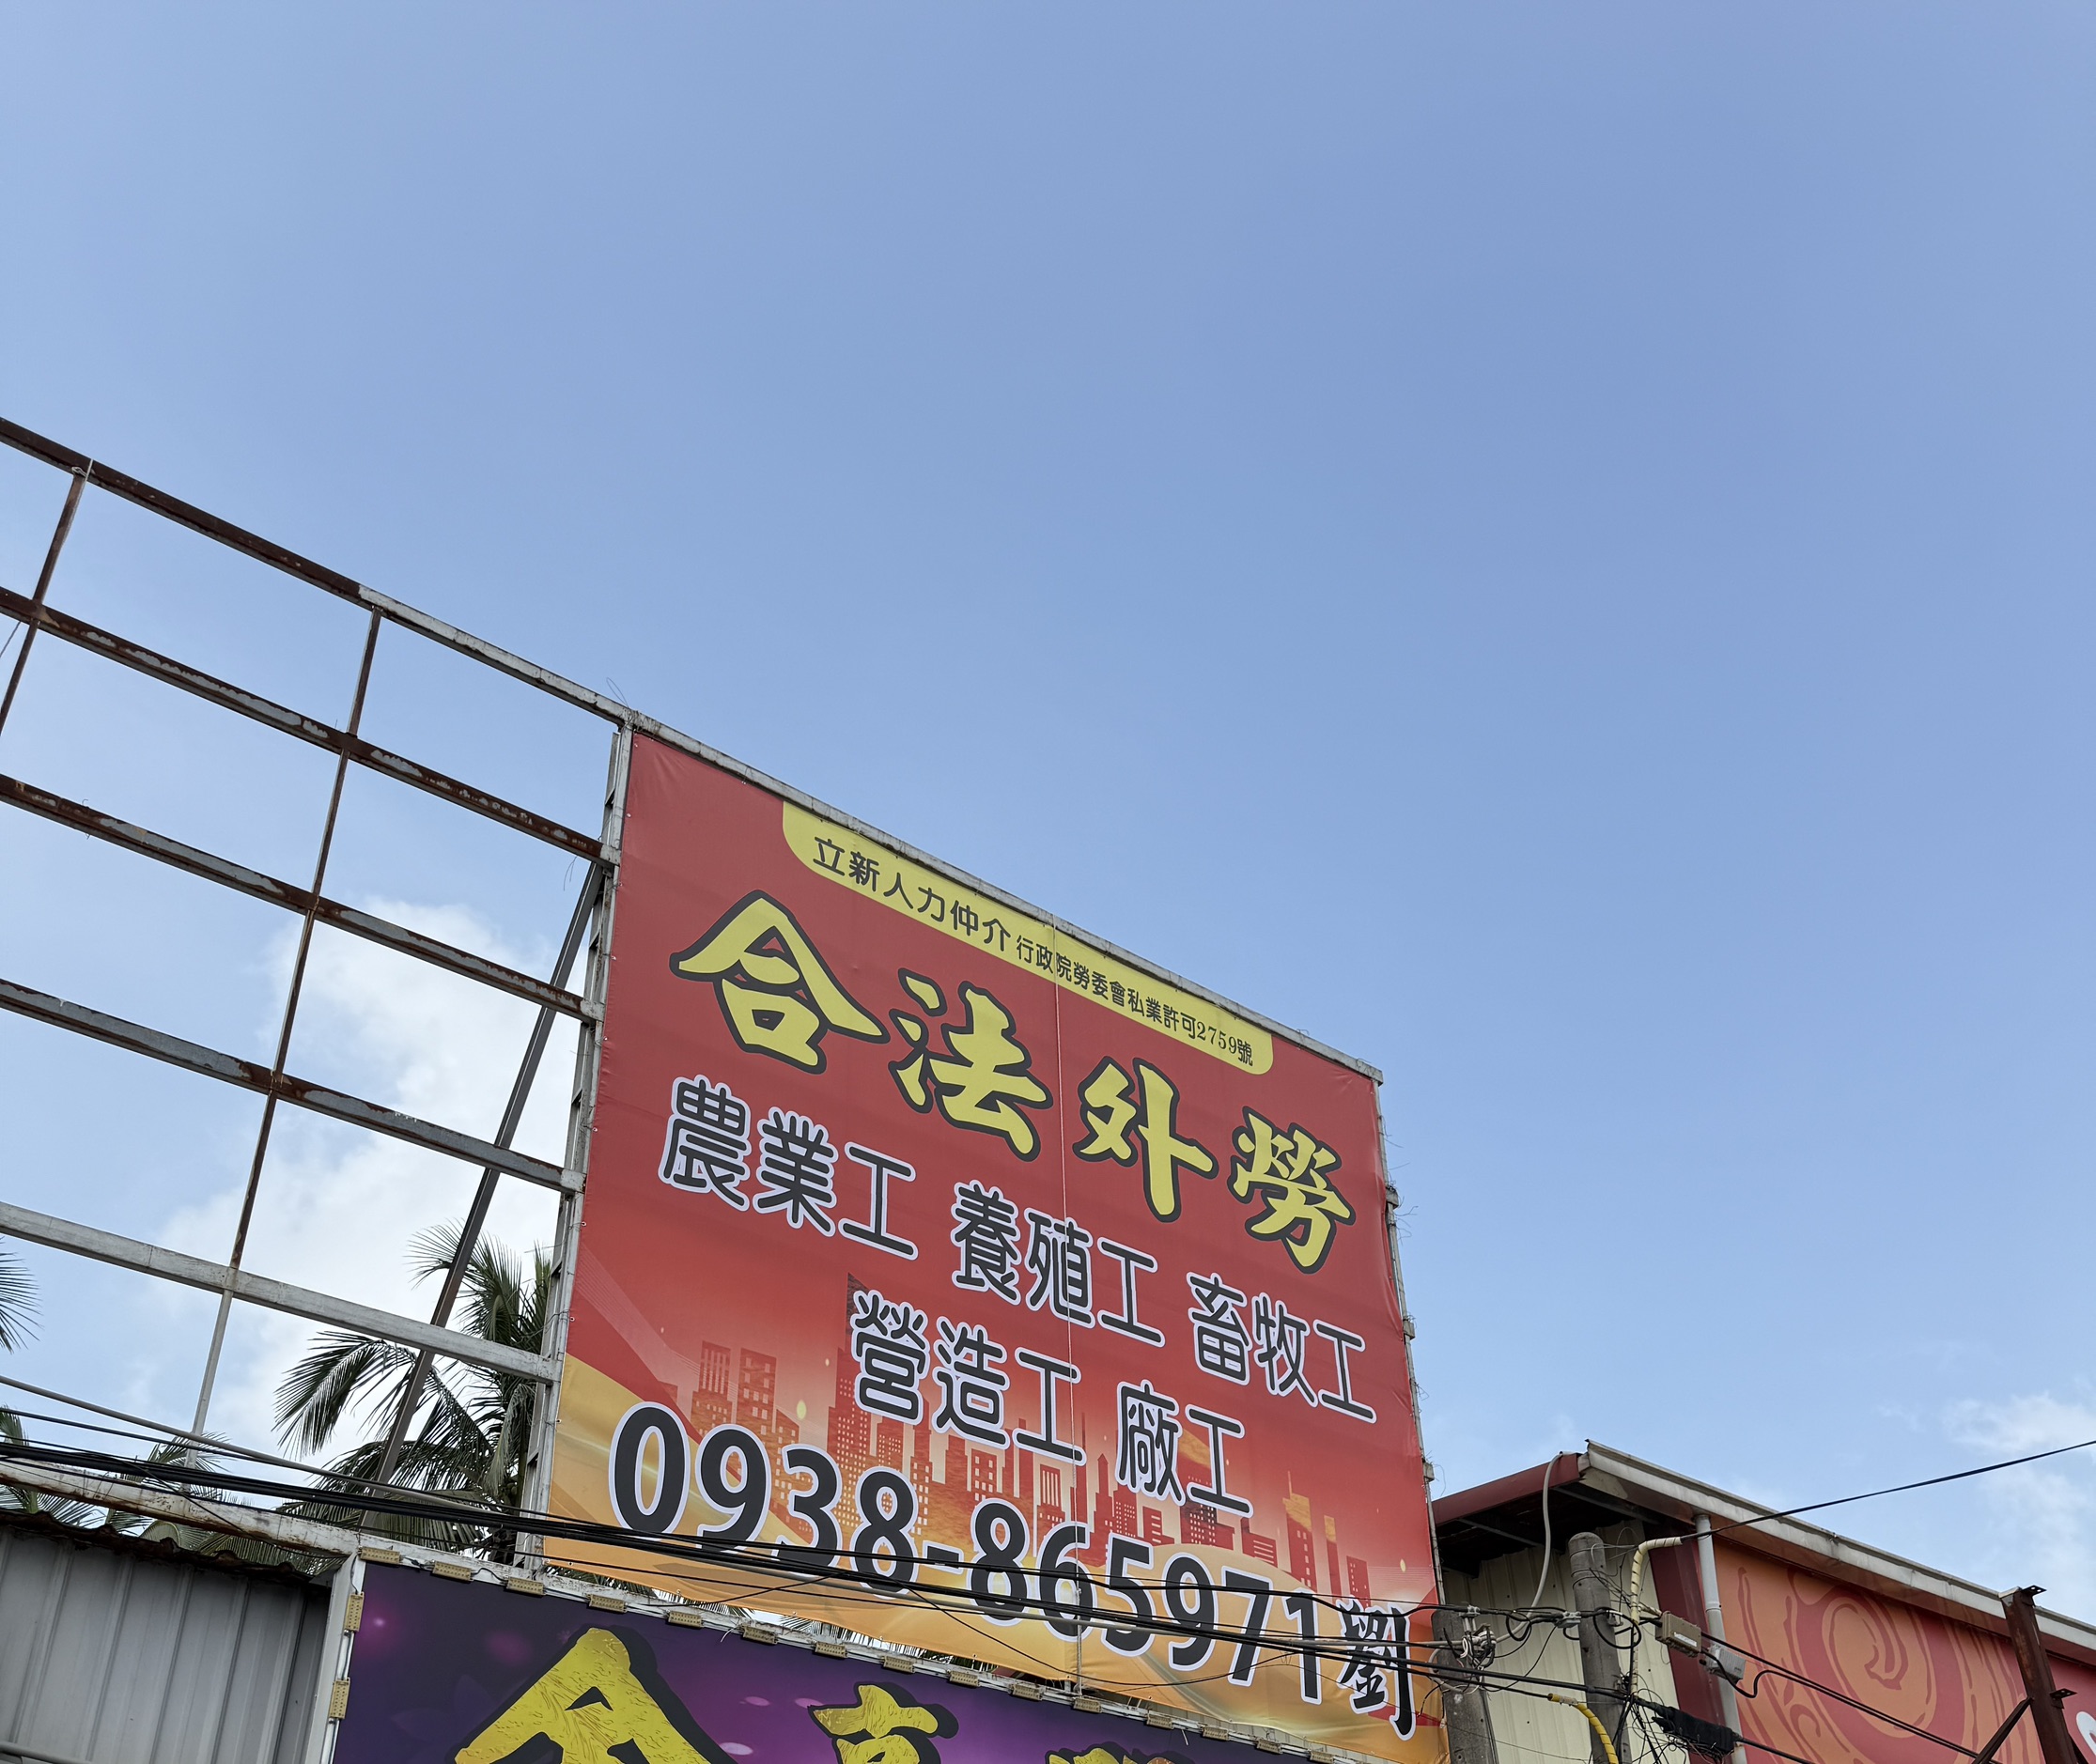 立新人力仲介 行政院勞委會私業許可2759號
合法外勞
農業工 養殖工 畜牧工
營造工 廠工
0938-865971劉